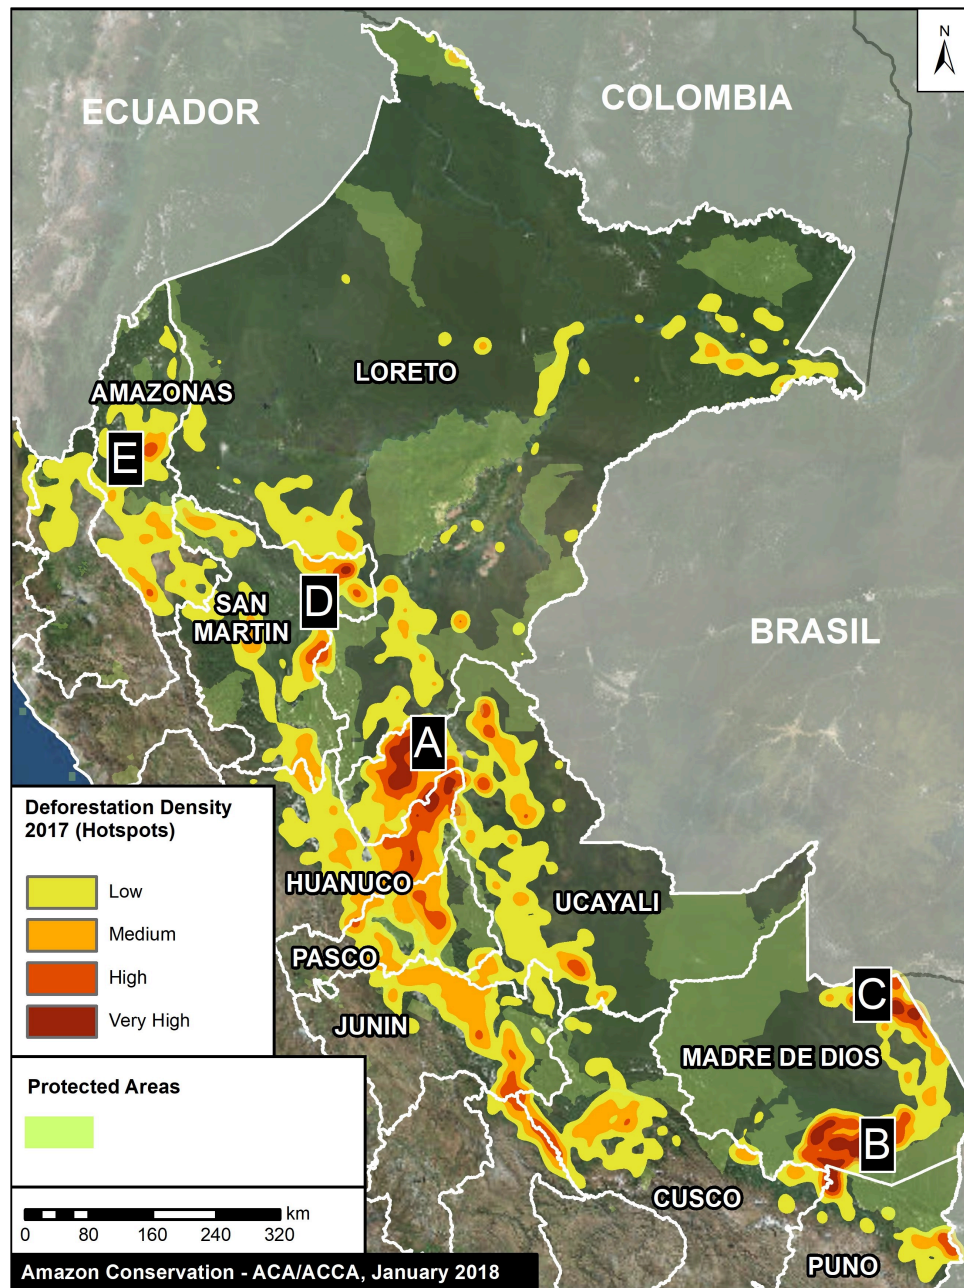 N
ECUADOR
COLOMBIA
LORETO
AMAZONAS
E
D
SAN
MARTIN
BRASIL
A
Deforestation Density
2017 (Hotspots)
Low
Medium
High
Very High
HUANUCO
UCAYALI
PASCO
JUNIN
C
MADRE DE DIOS
B
Protected Areas
CUSCO
PUNO
km
0 80 160 240 320
Amazon Conservation - ACA/ACCA, January 2018